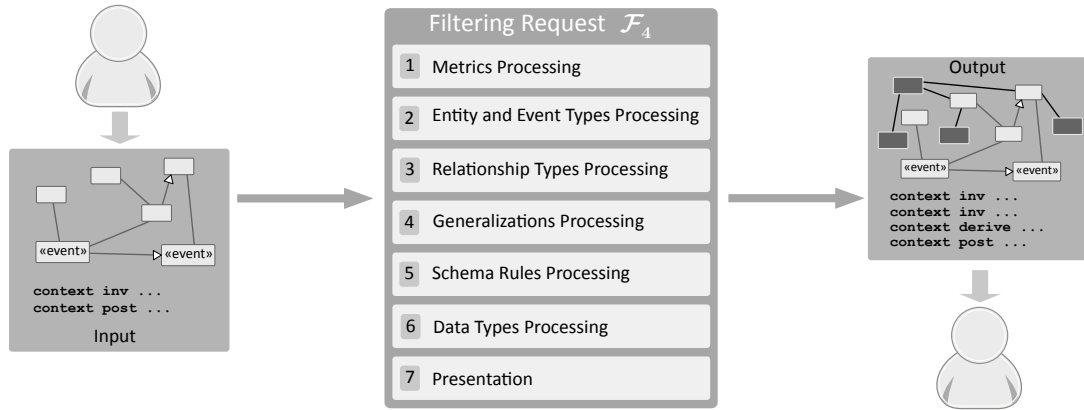 «event»
«event»
context inv ...
context post ...
Input
Filtering Request ℱ4
1 Metrics Processing
2 Entity and Event Types Processing
3 Relationship Types Processing
4 Generalizations Processing
5 Schema Rules Processing
6 Data Types Processing
7 Presentation
Output
«event»
«event»
context inv ...
context inv ...
context derive ...
context post ...